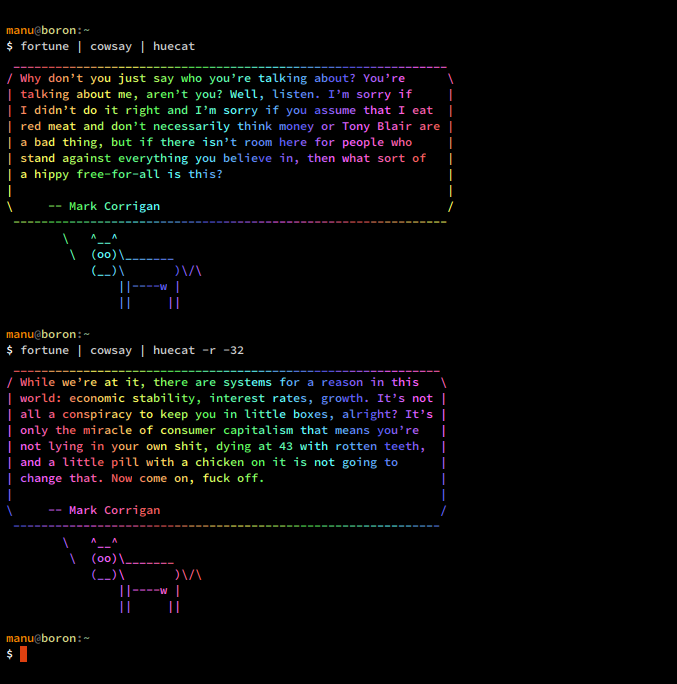 manu@boron:~
$ fortune | cowsay | huecat
 ______________________________________________________________
/ Why don’t you just say who you’re talking about? You’re      \
| talking about me, aren’t you? Well, listen. I’m sorry if     |
| I didn’t do it right and I’m sorry if you assume that I eat  |
| red meat and don’t necessarily think money or Tony Blair are |
| a bad thing, but if there isn’t room here for people who     |
| stand against everything you believe in, then what sort of   |
| a hippy free-for-all is this?                                |
|                                                              |
\     -- Mark Corrigan                                         /
 --------------------------------------------------------------
        \   ^__^
         \  (oo)\_______
            (__)\       )\/\
                ||----w |
                ||     ||
manu@boron:~
$ fortune | cowsay | huecat -r -32
 _____________________________________________________________
/ While we’re at it, there are systems for a reason in this   \
| world: economic stability, interest rates, growth. It’s not |
| all a conspiracy to keep you in little boxes, alright? It’s |
| only the miracle of consumer capitalism that means you’re   |
| not lying in your own shit, dying at 43 with rotten teeth,  |
| and a little pill with a chicken on it is not going to      |
| change that. Now come on, fuck off.                         |
|                                                             |
\     -- Mark Corrigan                                        /
 -------------------------------------------------------------
        \   ^__^
         \  (oo)\_______
            (__)\       )\/\
                ||----w |
                ||     ||
manu@boron:~
$